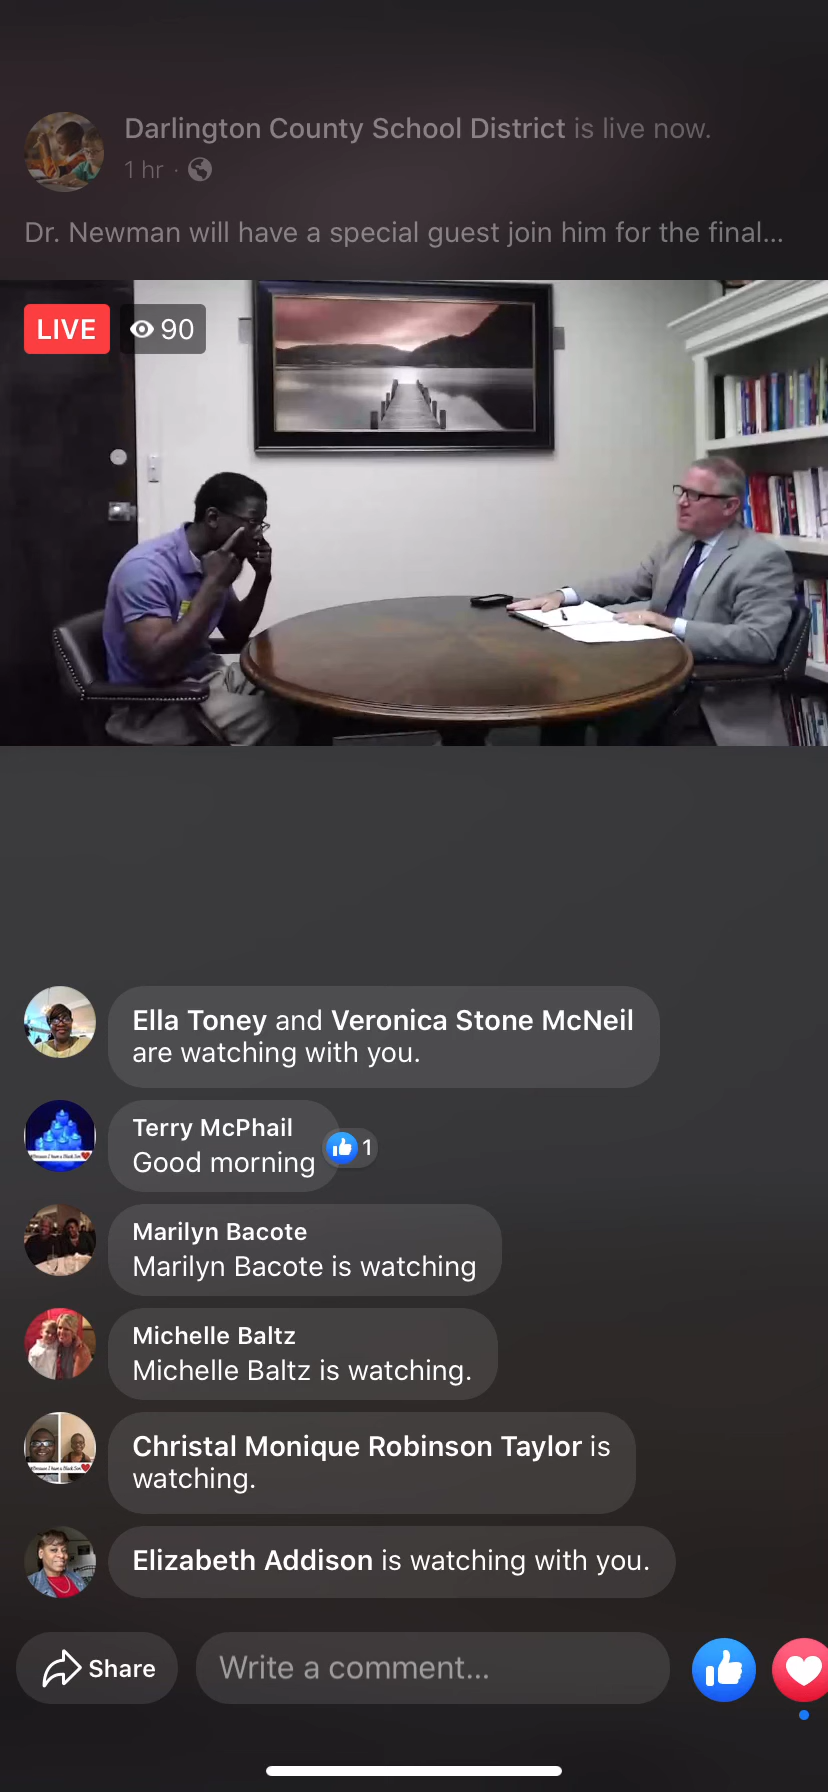 Darlington County School District is live now.
1 hr ·
Dr. Newman will have a special guest join him for the final...
LIVE 90
Ella Toney and Veronica Stone McNeil
are watching with you.
Terry McPhail
Good morning 1
Marilyn Bacote
Marilyn Bacote is watching
Michelle Baltz
Michelle Baltz is watching.
Christal Monique Robinson Taylor is
watching.
Elizabeth Addison is watching with you.
Share Write a comment...